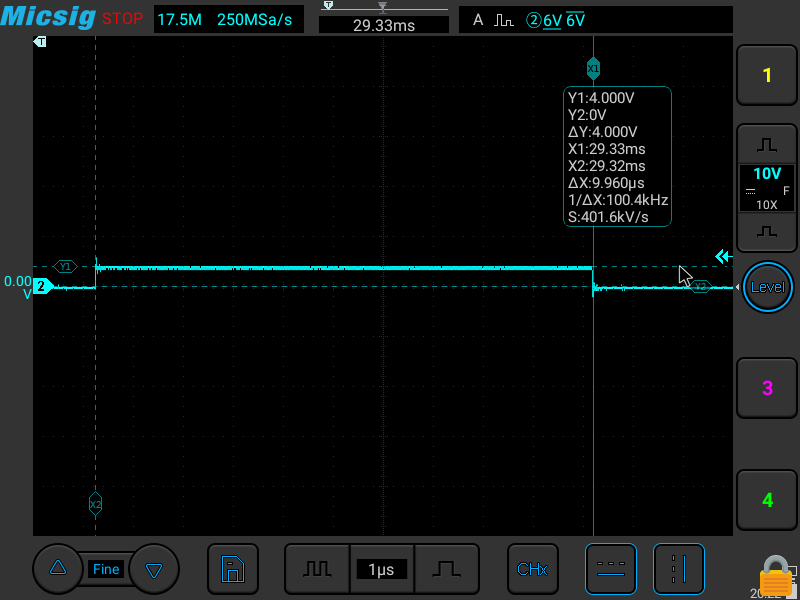 Micsig STOP 17.5M 250MSa/s T 29.33ms A ②6V 6V
T
X1
1
Y1:4.000V
Y2:0V
ΔY:4.000V
X1:29.33ms
X2:29.32ms
ΔX:9.960μs
1/ΔX:100.4kHz
S:401.6kV/s
10V
F
10X
Y1
0.00
V
2
Y2
Level
3
X2
4
Fine
1μs
CHx